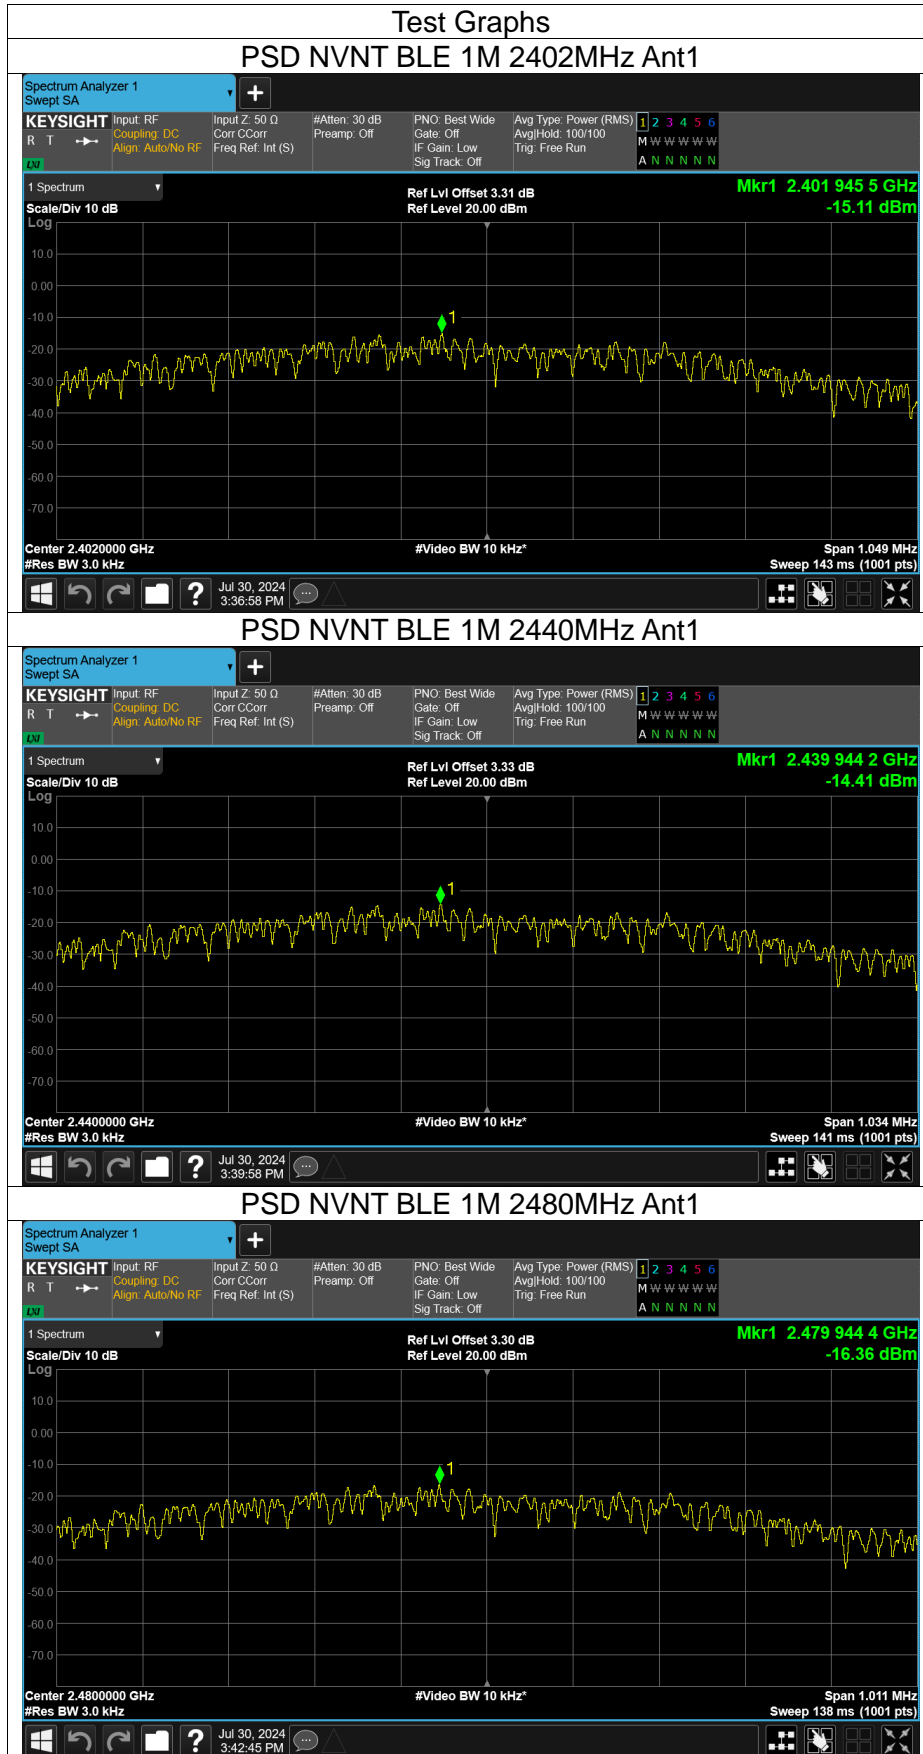 Test Graphs
PSD NVNT BLE 1M 2402MHz Ant1
Spectrum Analyzer 1
Swept SA
KEYSIGHT Input: RF Input Z: 50 Ω #Atten: 30 dB PNO: Best Wide Avg Type: Power (RMS) 1 2 3 4 5 6
R T Coupling: DC Corr CCorr Preamp: Off Gate: Off Avg|Hold: 100/100 M W W W W W
Align: Auto/No RF Freq Ref: Int (S) IF Gain: Low Trig: Free Run
LXI Sig Track: Off A N N N N N
1 Spectrum Ref Lvl Offset 3.31 dB Mkr1 2.401 945 5 GHz
Scale/Div 10 dB Ref Level 20.00 dBm -15.11 dBm
Log
10.0
0.00
1
-10.0
-20.0
-30.0
-40.0
-50.0
-60.0
-70.0
Center 2.4020000 GHz #Video BW 10 kHz* Span 1.049 MHz
#Res BW 3.0 kHz Sweep 143 ms (1001 pts)
? Jul 30, 2024
3:36:58 PM
PSD NVNT BLE 1M 2440MHz Ant1
Spectrum Analyzer 1
Swept SA
KEYSIGHT Input: RF Input Z: 50 Ω #Atten: 30 dB PNO: Best Wide Avg Type: Power (RMS) 1 2 3 4 5 6
R T Coupling: DC Corr CCorr Preamp: Off Gate: Off Avg|Hold: 100/100 M W W W W W
Align: Auto/No RF Freq Ref: Int (S) IF Gain: Low Trig: Free Run
LXI Sig Track: Off A N N N N N
1 Spectrum Ref Lvl Offset 3.33 dB Mkr1 2.439 944 2 GHz
Scale/Div 10 dB Ref Level 20.00 dBm -14.41 dBm
Log
10.0
0.00
1
-10.0
-20.0
-30.0
-40.0
-50.0
-60.0
-70.0
Center 2.4400000 GHz #Video BW 10 kHz* Span 1.034 MHz
#Res BW 3.0 kHz Sweep 141 ms (1001 pts)
? Jul 30, 2024
3:39:58 PM
PSD NVNT BLE 1M 2480MHz Ant1
Spectrum Analyzer 1
Swept SA
KEYSIGHT Input: RF Input Z: 50 Ω #Atten: 30 dB PNO: Best Wide Avg Type: Power (RMS) 1 2 3 4 5 6
R T Coupling: DC Corr CCorr Preamp: Off Gate: Off Avg|Hold: 100/100 M W W W W W
Align: Auto/No RF Freq Ref: Int (S) IF Gain: Low Trig: Free Run
LXI Sig Track: Off A N N N N N
1 Spectrum Ref Lvl Offset 3.30 dB Mkr1 2.479 944 4 GHz
Scale/Div 10 dB Ref Level 20.00 dBm -16.36 dBm
Log
10.0
0.00
-10.0
1
-20.0
-30.0
-40.0
-50.0
-60.0
-70.0
Center 2.4800000 GHz #Video BW 10 kHz* Span 1.011 MHz
#Res BW 3.0 kHz Sweep 138 ms (1001 pts)
? Jul 30, 2024
3:42:45 PM